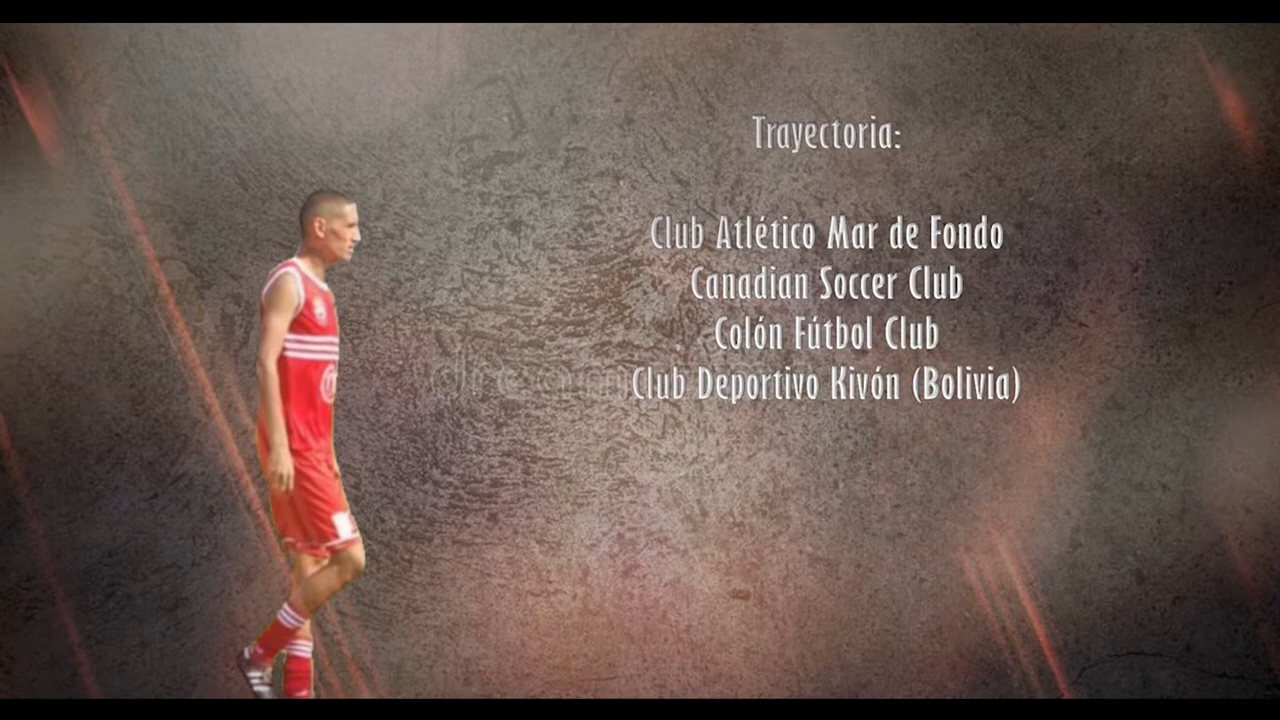 Trayectoria:
Club Atlético Mar de Fondo
Canadian Soccer Club
Colón Fútbol Club
Club Deportivo Kivón (Bolivia)